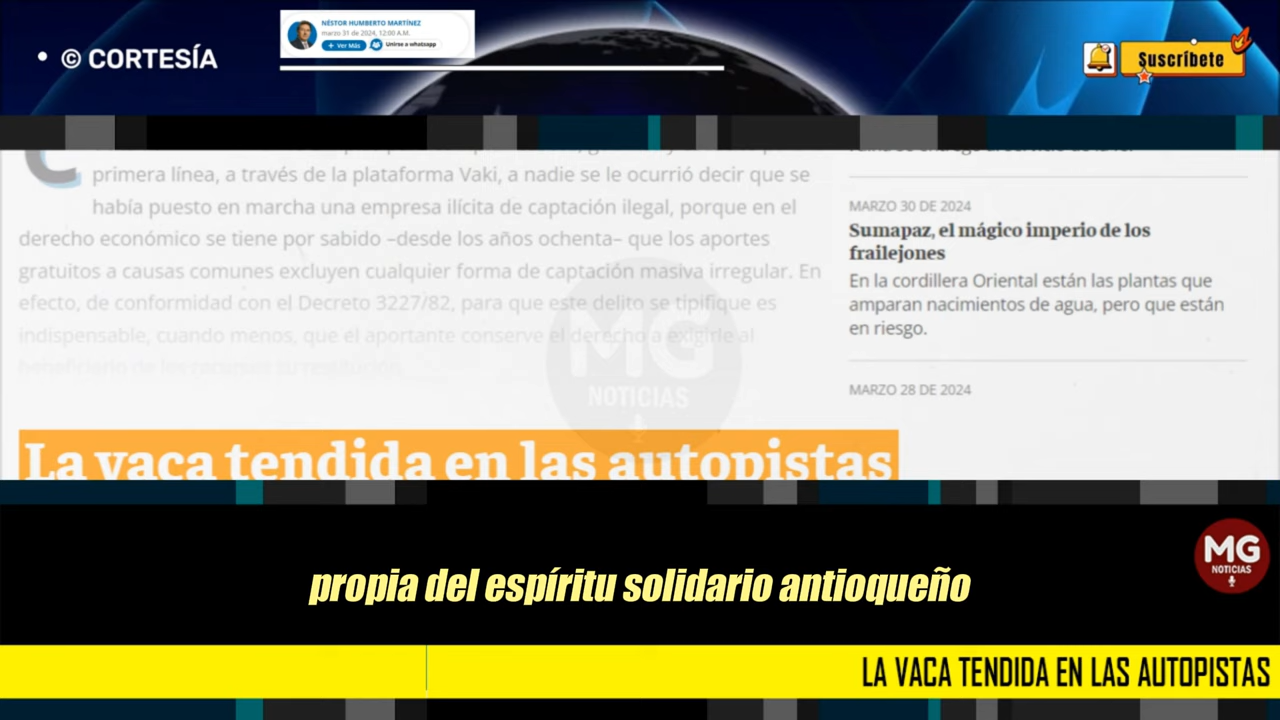 • © CORTESÍA
NÉSTOR HUMBERTO MARTÍNEZ
marzo 31 de 2024, 12:00 A.M.
+ Ver Más
Unirse a whatsapp
Suscríbete
primera línea, a través de la plataforma Vaki, a nadie se le ocurrió decir que se
había puesto en marcha una empresa ilícita de captación ilegal, porque en el
derecho económico se tiene por sabido –desde los años ochenta– que los aportes
gratuitos a causas comunes excluyen cualquier forma de captación masiva irregular. En
efecto, de conformidad con el Decreto 3227/82, para que este delito se tipifique es
indispensable, cuando menos, que el aportante conserve el derecho a exigirle al
MARZO 30 DE 2024
Sumapaz, el mágico imperio de los
frailejones
En la cordillera Oriental están las plantas que
amparan nacimientos de agua, pero que están
en riesgo.
MARZO 28 DE 2024
MG
NOTICIAS
La vaca tendida en las autopistas
MG
NOTICIAS
propia del espíritu solidario antioqueño
LA VACA TENDIDA EN LAS AUTOPISTAS